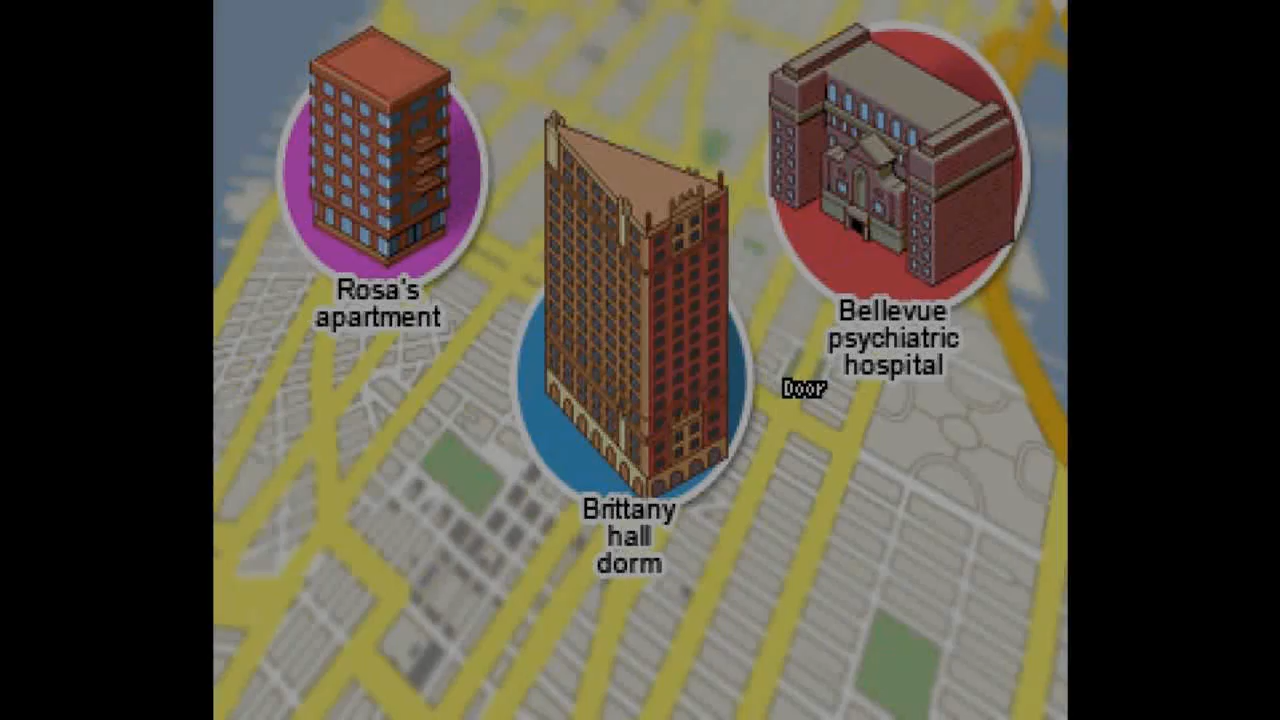 Rosa's
apartment
Bellevue
psychiatric
hospital
Door
Brittany
hall
dorm